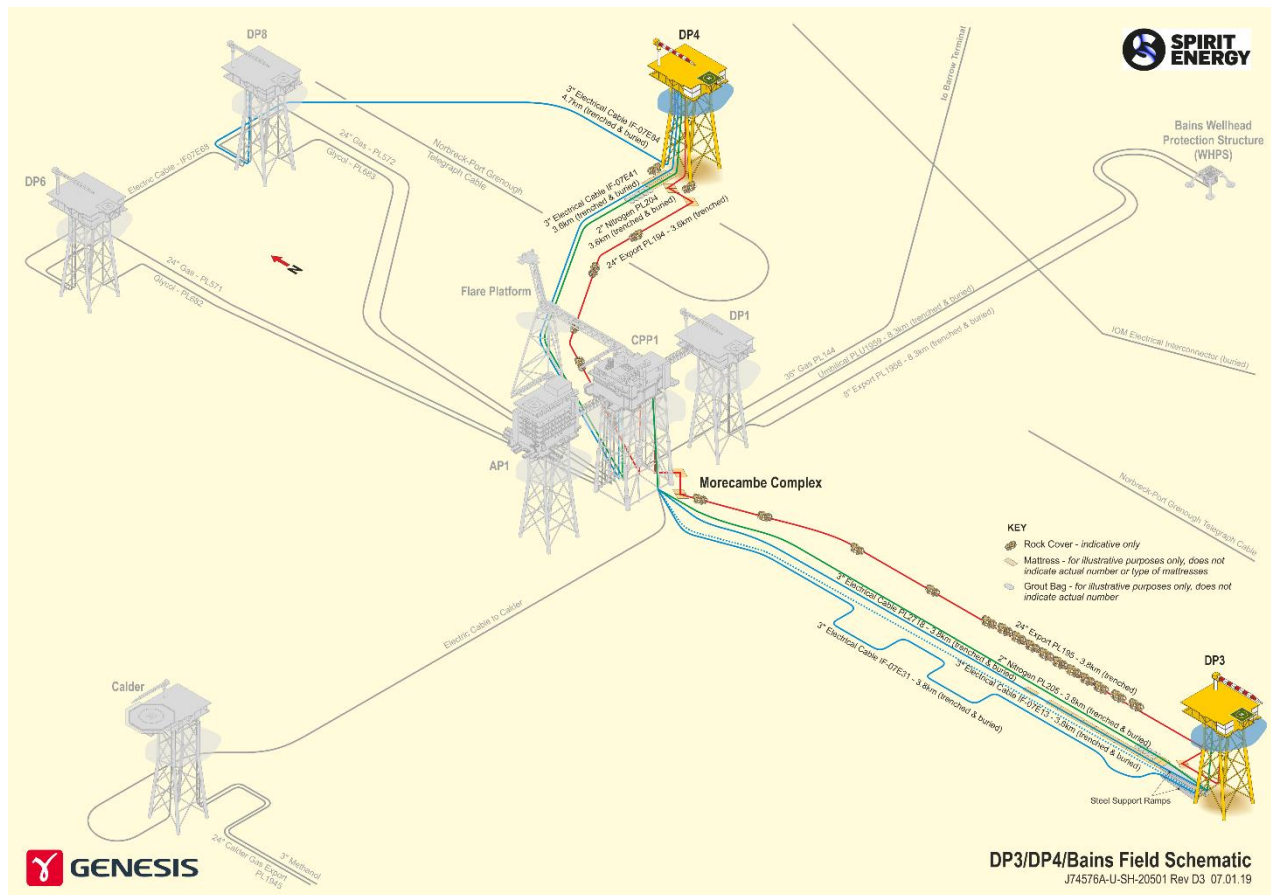 DP8
DP4
SPIRIT
ENERGY
to Barrow Terminal
3" Electrical Cable IF-07E64
4.7km (trenched & buried)
Bains Wellhead
Protection Structure
(WHPS)
24" Gas - PL572
Glycol - PL683
Norbreck-Port Grenough
Telegraph Cable
Electric Cable - IF07E68
DP6
3" Electrical Cable IF-07E41
3.6km (trenched & buried)
2" Nitrogen PL204
3.6km (trenched & buried)
24" Export PL194 - 3.6km (trenched)
N
24" Gas - PL571
Glycol - PL682
Flare Platform
CPP1
DP1
35" Gas PL144
Umbilical PLU1959 - 8.3km (trenched & buried)
8" Export PL1958 - 8.3km (trenched & buried)
IOM Electrical Interconnector (buried)
AP1
Morecambe Complex
Norbreck-Port Grenough Telegraph Cable
KEY
Rock Cover - indicative only
Mattress - for illustrative purposes only, does not
indicate actual number or type of mattresses
Grout Bag - for illustrative purposes only, does not
indicate actual number
Electric Cable to Calder
3" Electrical Cable PL2718 - 3.8km (trenched & buried)
24" Export PL195 - 3.8km (trenched)
2" Nitrogen PL205 - 3.8km (trenched & buried)
3" Electrical Cable IF-07E13 - 3.8km (trenched & buried)
3" Electrical Cable IF-07E31 - 3.8km (trenched & buried)
DP3
Calder
Steel Support Ramps
24" Calder Gas Export
PL1945
3" Methanol
GENESIS
DP3/DP4/Bains Field Schematic
J74576A-U-SH-20501 Rev D3 07.01.19